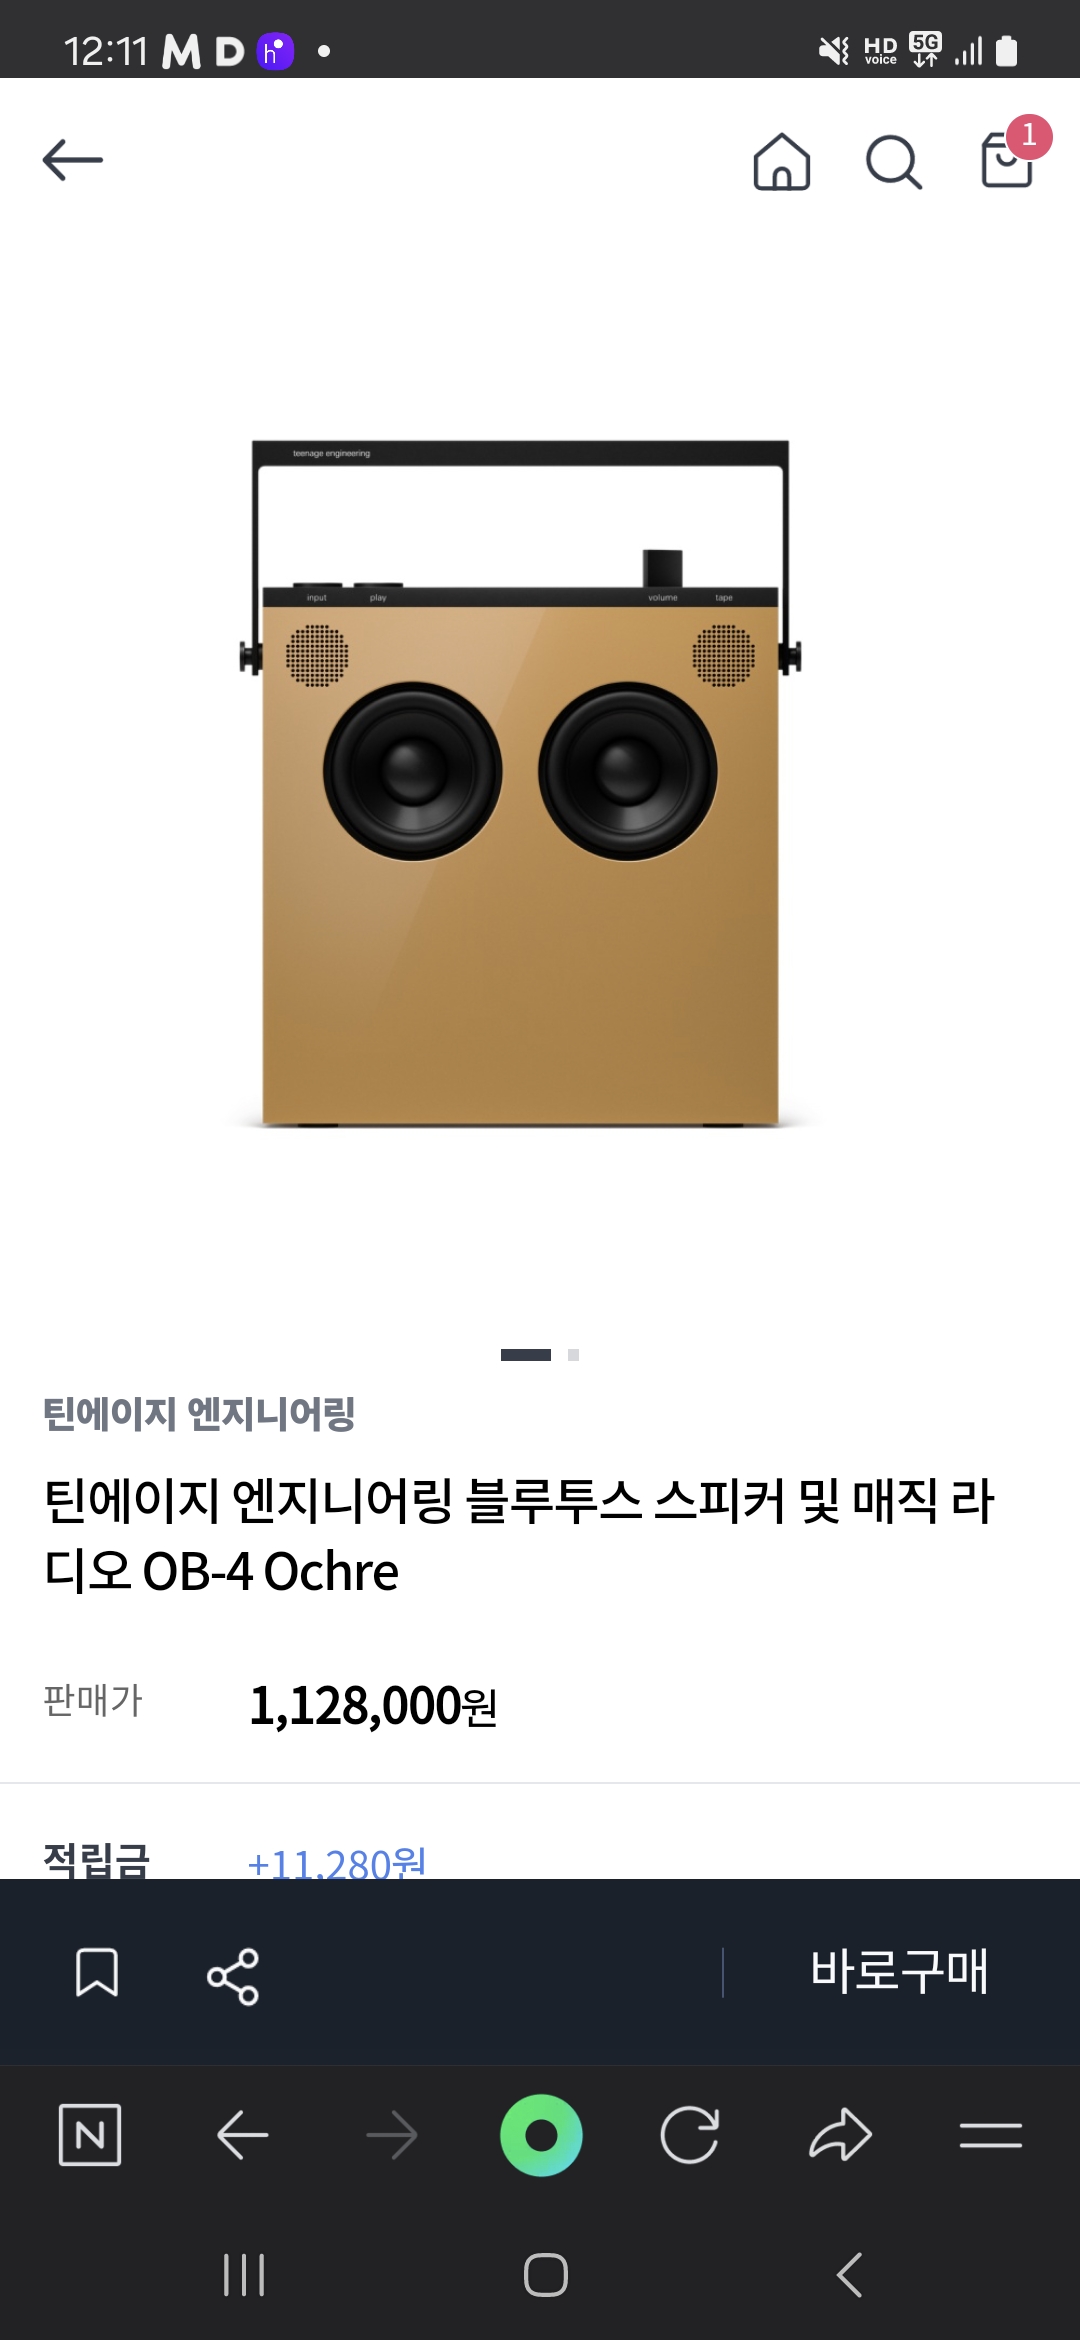 12:11 M D h
HD voice 5G
1
teenage engineering
input play volume tape
틴에이지 엔지니어링
틴에이지 엔지니어링 블루투스 스피커 및 매직 라
디오 OB-4 Ochre
판매가 1,128,000원
적립금 +11,280원
바로구매
N